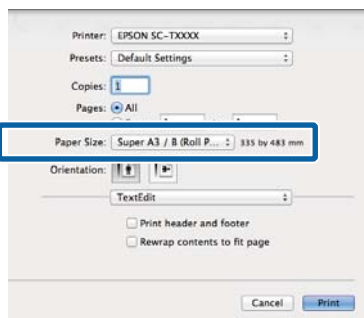 Printer: EPSON SC-TXXXX
Presets: Default Settings
Copies: 1
Pages: All
Paper Size: Super A3 / B (Roll P... 335 by 483 mm
Orientation:
TextEdit
Print header and footer
Rewrap contents to fit page
Cancel Print